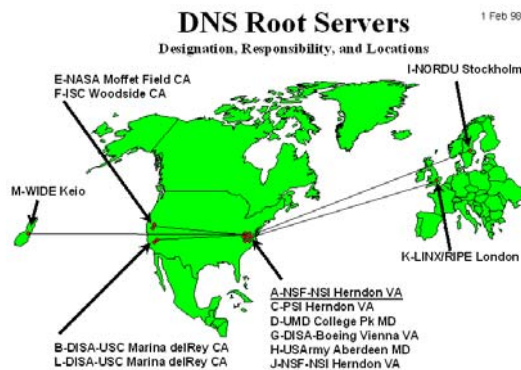 DNS Root Servers
1 Feb 98
Designation, Responsibility, and Locations
E-NASA Moffet Field CA
F-ISC Woodside CA
I-NORDU Stockholm
M-WIDE Keio
K-LINX/RIPE London
A-NSF-NSI Herndon VA
C-PSI Herndon VA
D-UMD College Pk MD
G-DISA-Boeing Vienna VA
H-USArmy Aberdeen MD
J-NSF-NSI Herndon VA
B-DISA-USC Marina delRey CA
L-DISA-USC Marina delRey CA